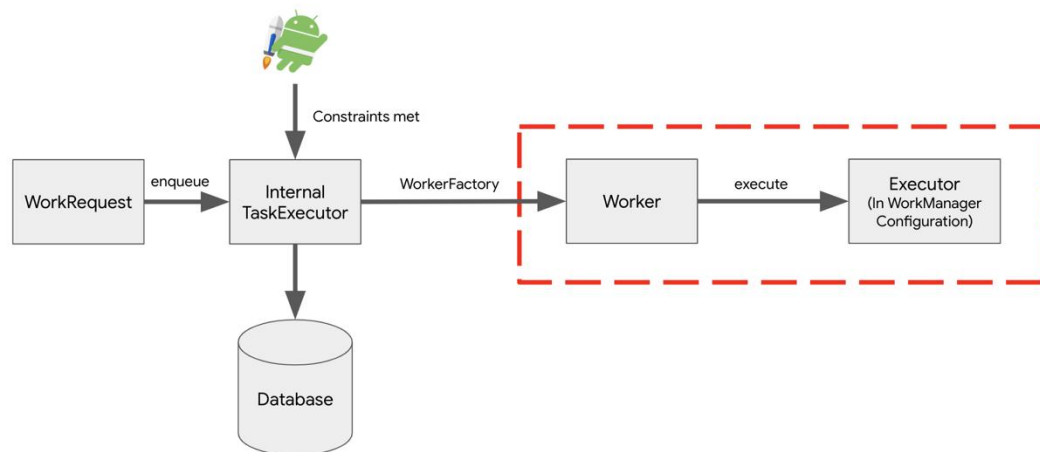 Constraints met
WorkRequest
enqueue
Internal
TaskExecutor
WorkerFactory
Worker
execute
Executor
(In WorkManager
Configuration)
Database